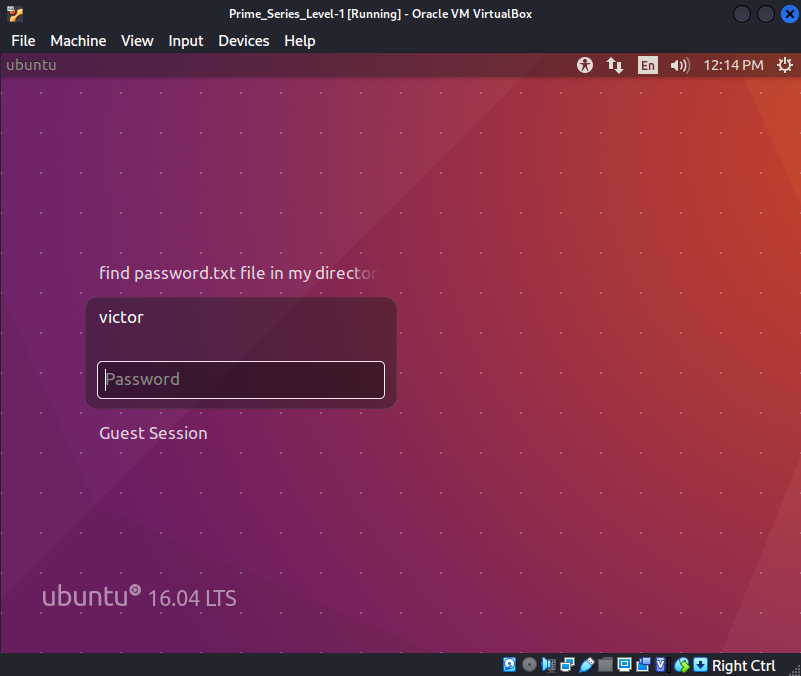 Prime_Series_Level-1 [Running] - Oracle VM VirtualBox
File Machine View Input Devices Help
ubuntu En 12:14 PM
find password.txt file in my director
victor
Password
Guest Session
ubuntu 16.04 LTS
Right Ctrl